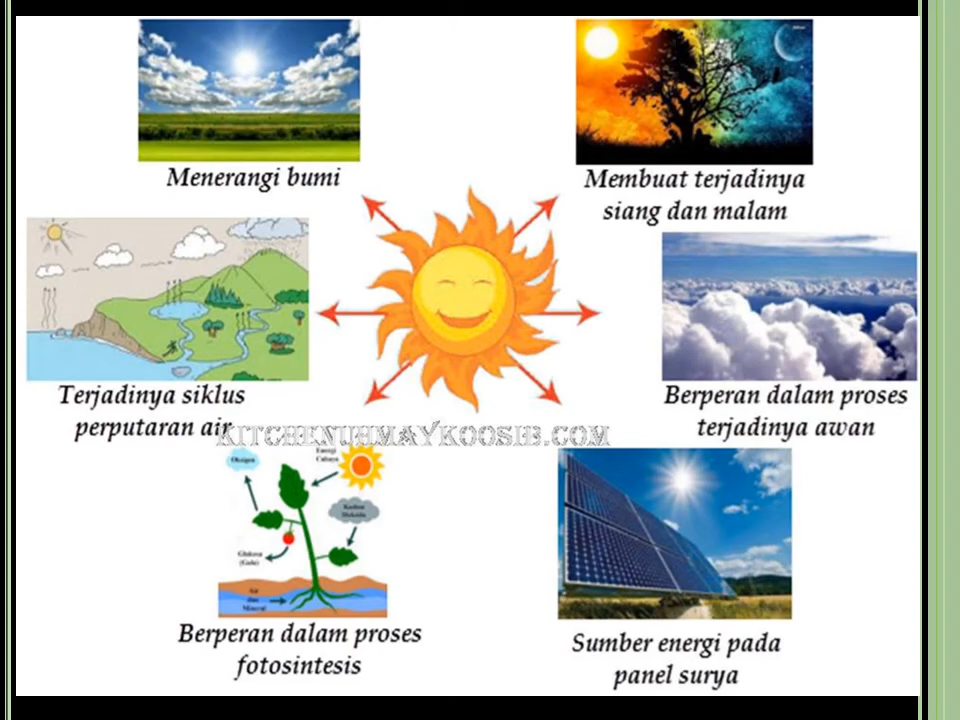 Menerangi bumi
Membuat terjadinya
siang dan malam
Terjadinya siklus
perputaran air
Berperan dalam proses
terjadinya awan
KITCHENUHMAYKOOSIB.COM
Oksigen
Energi
Cahaya
Karbon
Dioksida
Glukosa
(Gula)
Air
dan
Mineral
Berperan dalam proses
fotosintesis
Sumber energi pada
panel surya